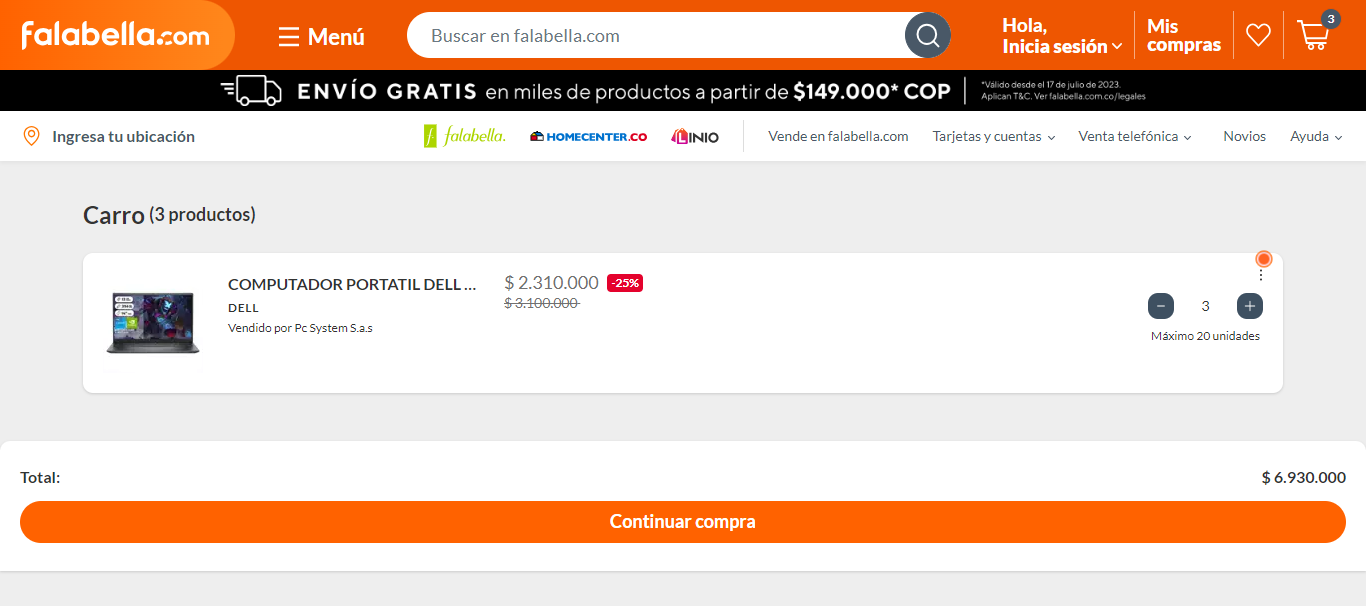 falabella.com
Menú
Buscar en falabella.com
Hola,
Inicia sesión
Mis
compras
3
ENVÍO GRATIS en miles de productos a partir de $149.000* COP
*Válido desde el 17 de julio de 2023.
Aplican T&C. Ver falabella.com.co/legales
Ingresa tu ubicación
falabella.
HOMECENTER.CO
LINIO
Vende en falabella.com
Tarjetas y cuentas
Venta telefónica
Novios
Ayuda
Carro (3 productos)
COMPUTADOR PORTATIL DELL ...
DELL
Vendido por Pc System S.a.s
$ 2.310.000 -25%
$ 3.100.000
− 3 +
Máximo 20 unidades
Total:
$ 6.930.000
Continuar compra